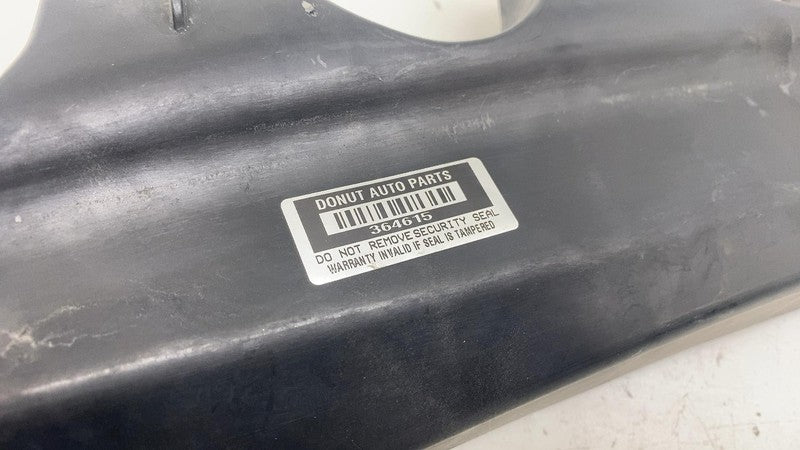 DONUT AUTO PARTS
364615
DO NOT REMOVE SECURITY SEAL
WARRANTY INVALID IF SEAL IS TAMPERED